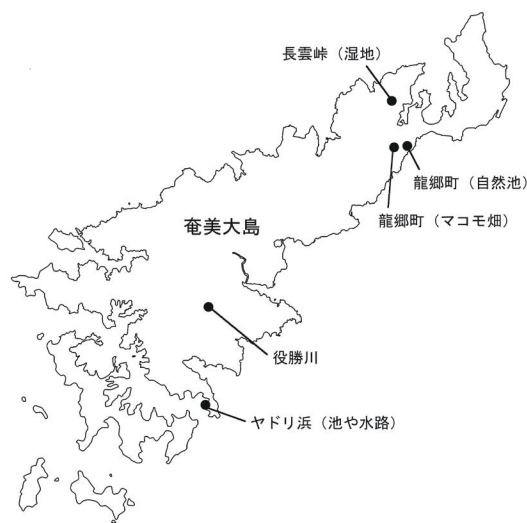 長雲峠（湿地）
龍郷町（自然池）
龍郷町（マコモ畑）
奄美大島
役勝川
ヤドリ浜（池や水路）